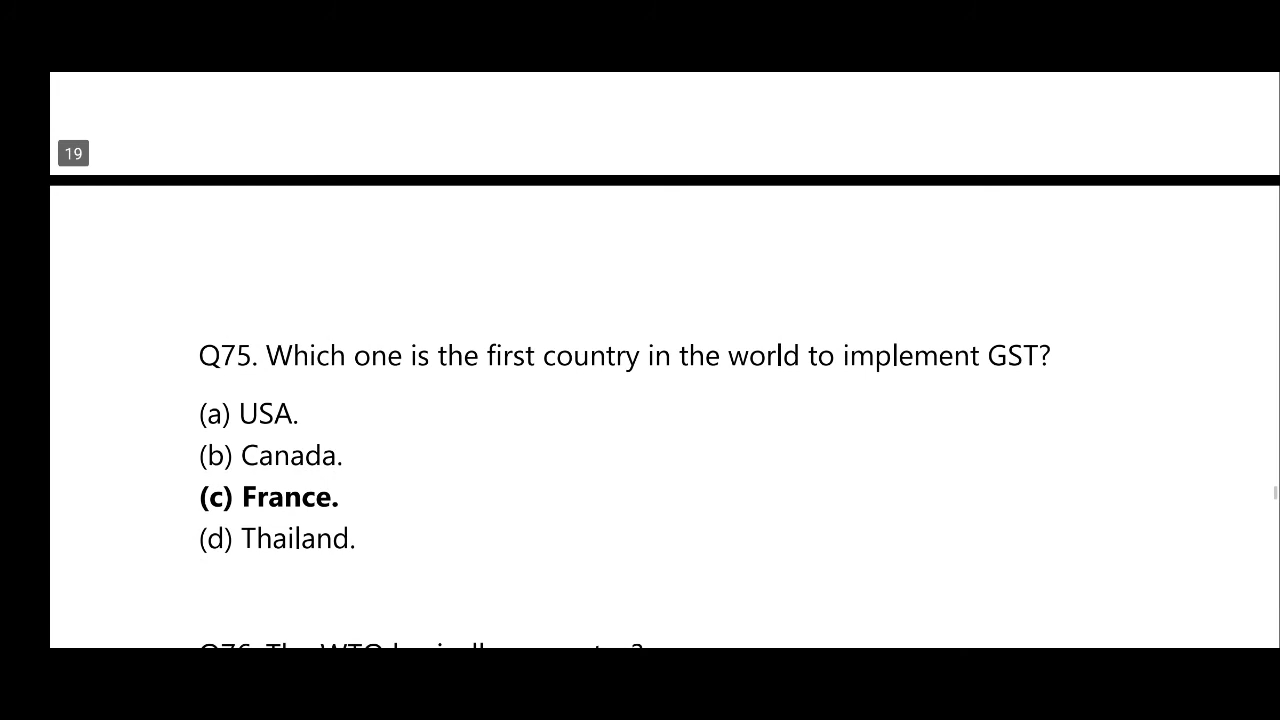 19
Q75. Which one is the first country in the world to implement GST?
(a) USA.
(b) Canada.
(c) France.
(d) Thailand.